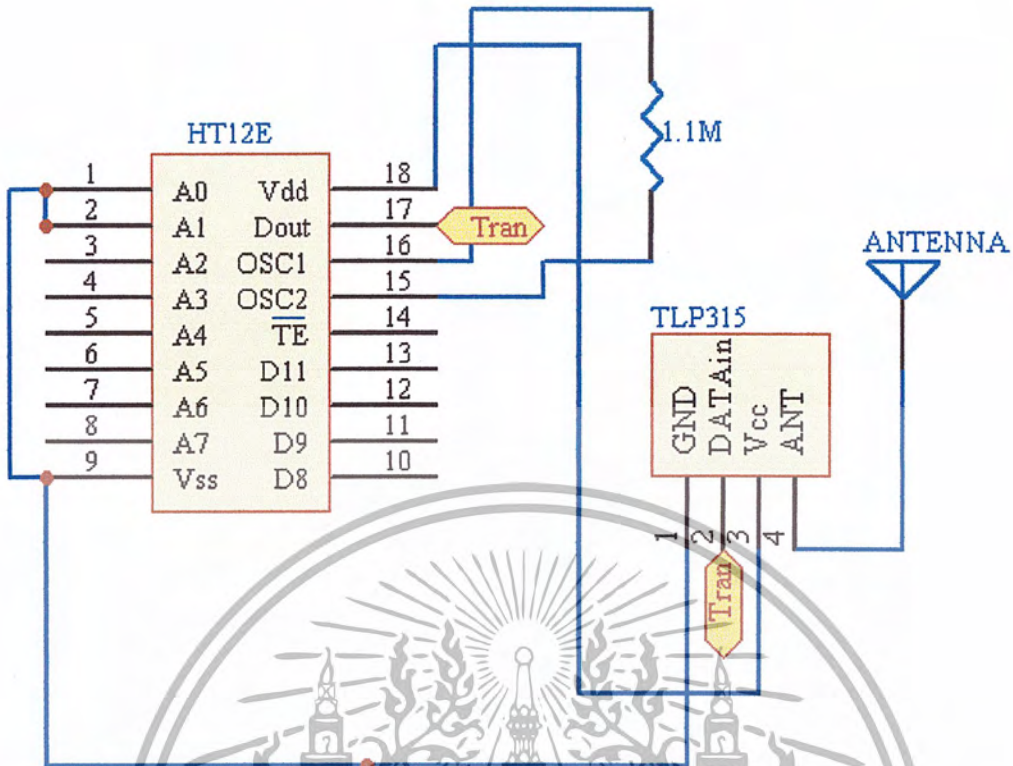 1.1M
HT12E
1 A0 Vdd 18
2 A1 Dout 17 Tran
3 A2 OSC1 16
4 A3 OSC2 15
5 A4 TE 14
6 A5 D11 13
7 A6 D10 12
8 A7 D9 11
9 Vss D8 10
ANTENNA
TLP315
GND DATAin Vcc ANT
1 2 3 4
Tran